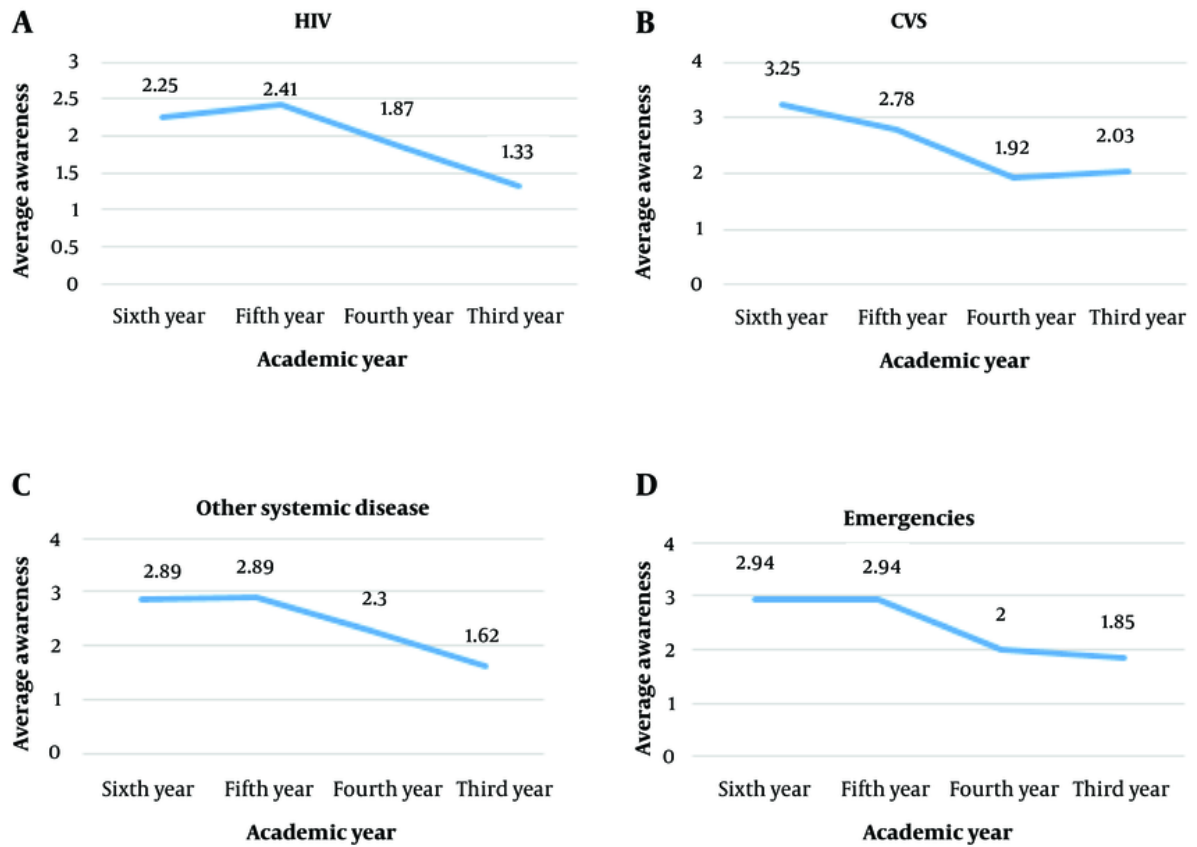 A
HIV
3
2.5
2
1.5
1
0.5
0
Average awareness
2.25
2.41
1.87
1.33
Sixth year
Fifth year
Fourth year
Third year
Academic year
B
CVS
4
3
2
1
0
Average awareness
3.25
2.78
1.92
2.03
Sixth year
Fifth year
Fourth year
Third year
Academic year
C
Other systemic disease
4
3
2
1
0
Average awareness
2.89
2.89
2.3
1.62
Sixth year
Fifth year
Fourth year
Third year
Academic year
D
Emergencies
4
3
2
1
0
Average awareness
2.94
2.94
2
1.85
Sixth year
Fifth year
Fourth year
Third year
Academic year